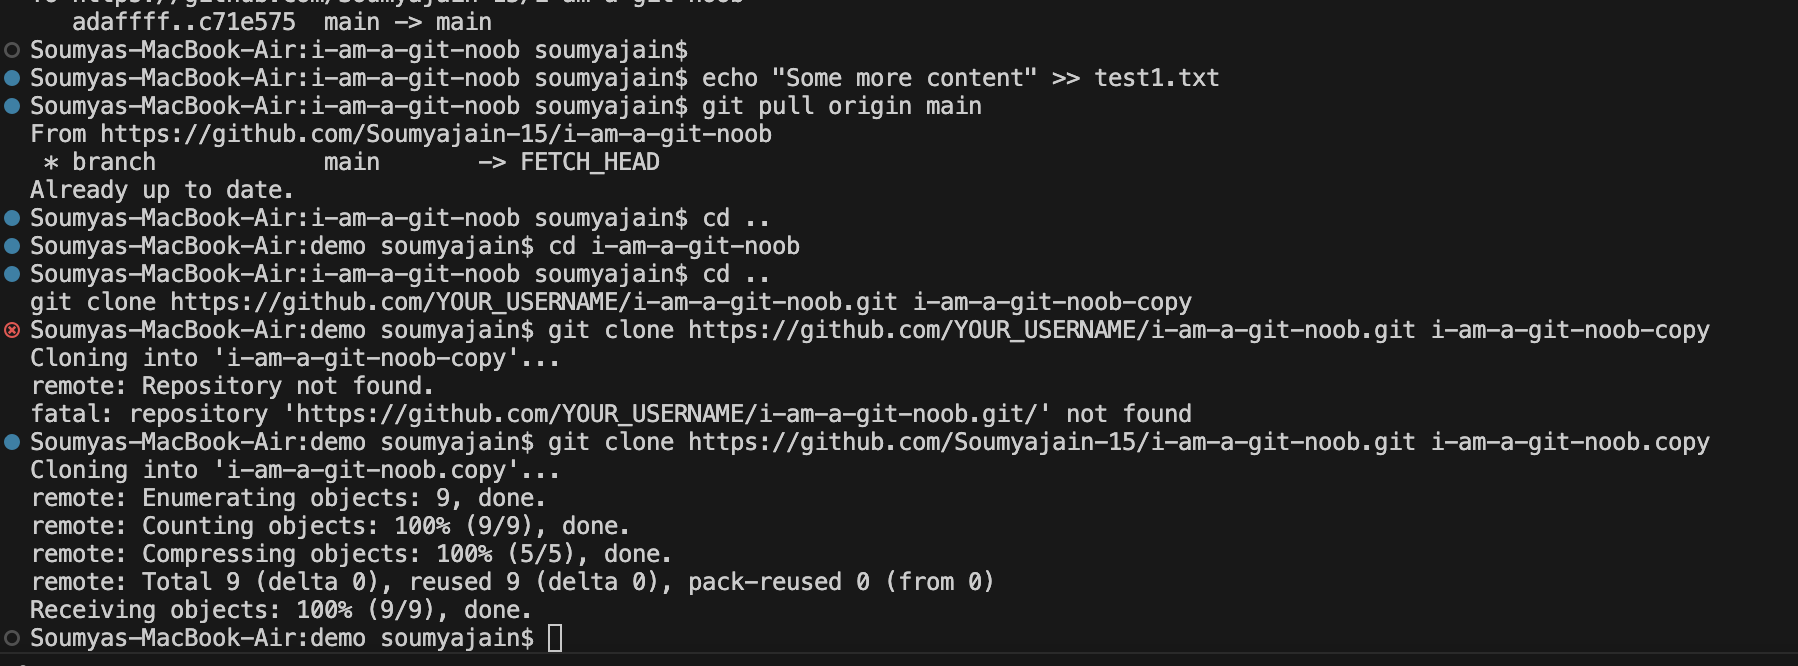 To https://github.com/Soumyajain-15/i-am-a-git-noob
   adaffff..c71e575  main -> main
Soumyas-MacBook-Air:i-am-a-git-noob soumyajain$
Soumyas-MacBook-Air:i-am-a-git-noob soumyajain$ echo "Some more content" >> test1.txt
Soumyas-MacBook-Air:i-am-a-git-noob soumyajain$ git pull origin main
From https://github.com/Soumyajain-15/i-am-a-git-noob
 * branch            main       -> FETCH_HEAD
Already up to date.
Soumyas-MacBook-Air:i-am-a-git-noob soumyajain$ cd ..
Soumyas-MacBook-Air:demo soumyajain$ cd i-am-a-git-noob
Soumyas-MacBook-Air:i-am-a-git-noob soumyajain$ cd ..
git clone https://github.com/YOUR_USERNAME/i-am-a-git-noob.git i-am-a-git-noob-copy
Soumyas-MacBook-Air:demo soumyajain$ git clone https://github.com/YOUR_USERNAME/i-am-a-git-noob.git i-am-a-git-noob-copy
Cloning into 'i-am-a-git-noob-copy'...
remote: Repository not found.
fatal: repository 'https://github.com/YOUR_USERNAME/i-am-a-git-noob.git/' not found
Soumyas-MacBook-Air:demo soumyajain$ git clone https://github.com/Soumyajain-15/i-am-a-git-noob.git i-am-a-git-noob.copy
Cloning into 'i-am-a-git-noob.copy'...
remote: Enumerating objects: 9, done.
remote: Counting objects: 100% (9/9), done.
remote: Compressing objects: 100% (5/5), done.
remote: Total 9 (delta 0), reused 9 (delta 0), pack-reused 0 (from 0)
Receiving objects: 100% (9/9), done.
Soumyas-MacBook-Air:demo soumyajain$